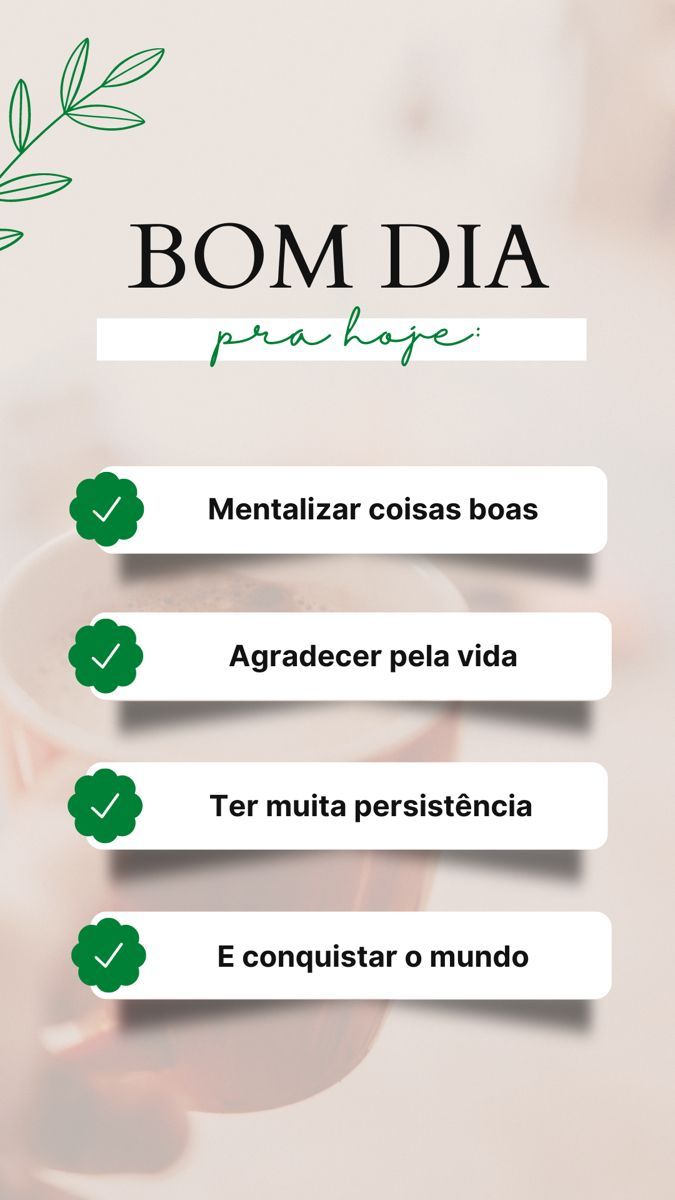 BOM DIA
pra hoje:
Mentalizar coisas boas
Agradecer pela vida
Ter muita persistência
E conquistar o mundo